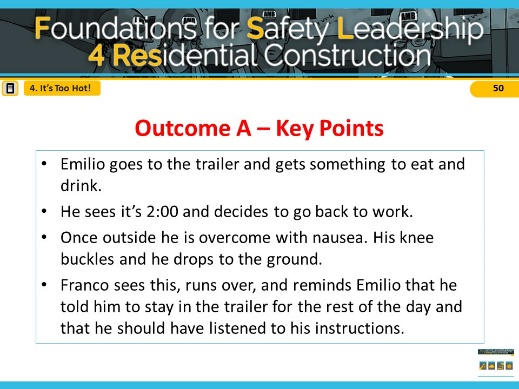 Foundations for Safety Leadership
4 Residential Construction
4. It's Too Hot!
50
Outcome A – Key Points
• Emilio goes to the trailer and gets something to eat and
drink.
• He sees it's 2:00 and decides to go back to work.
• Once outside he is overcome with nausea. His knee
buckles and he drops to the ground.
• Franco sees this, runs over, and reminds Emilio that he
told him to stay in the trailer for the rest of the day and
that he should have listened to his instructions.